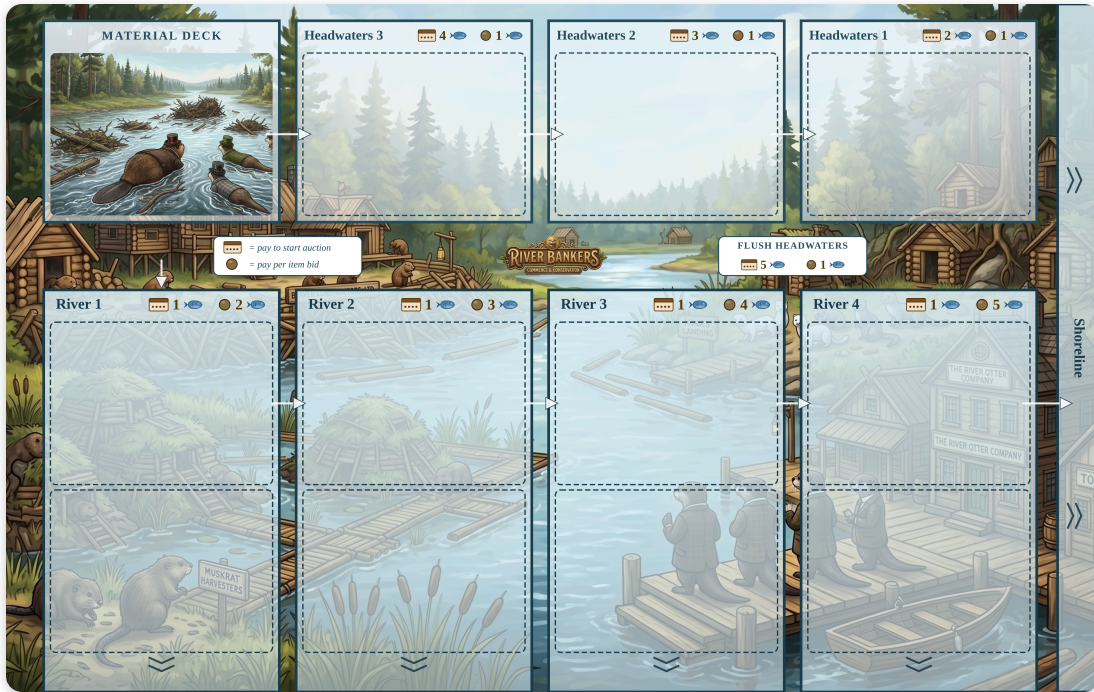 MATERIAL DECK
Headwaters 3 4 1
Headwaters 2 3 1
Headwaters 1 2 1
= pay to start auction
= pay per item bid
RIVER BANKERS
COMMERCE & CONSERVATION
FLUSH HEADWATERS
5 1
River 1 1 2
River 2 1 3
River 3 1 4
River 4 1 5
Shoreline
THE RIVER OTTER
COMPANY
THE RIVER OTTER COMPANY
MUSKRAT
HARVESTERS